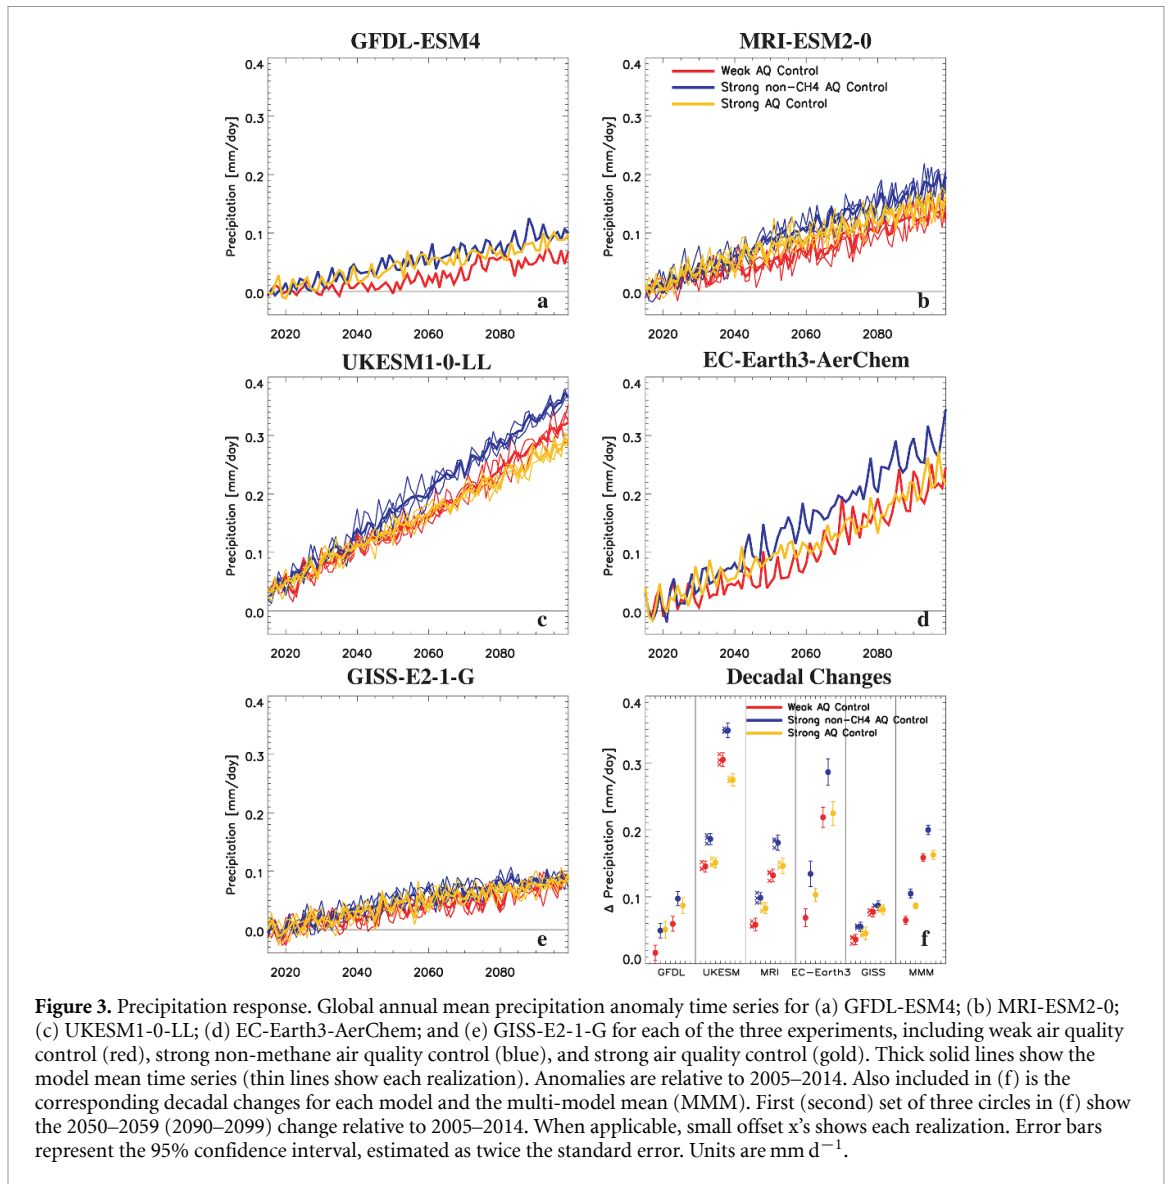 GFDL-ESM4
0.4
0.3
0.2
0.1
0.0
Precipitation [mm/day]
a
2020 2040 2060 2080
MRI-ESM2-0
Weak AQ Control
Strong non-CH4 AQ Control
Strong AQ Control
0.4
0.3
0.2
0.1
0.0
Precipitation [mm/day]
b
2020 2040 2060 2080
UKESM1-0-LL
0.4
0.3
0.2
0.1
0.0
Precipitation [mm/day]
c
2020 2040 2060 2080
EC-Earth3-AerChem
0.4
0.3
0.2
0.1
0.0
Precipitation [mm/day]
d
2020 2040 2060 2080
GISS-E2-1-G
0.4
0.3
0.2
0.1
0.0
Precipitation [mm/day]
e
2020 2040 2060 2080
Decadal Changes
Weak AQ Control
Strong non-CH4 AQ Control
Strong AQ Control
0.4
0.3
0.2
0.1
0.0
Δ Precipitation [mm/day]
f
GFDL UKESM MRI EC-Earth3 GISS MMM
Figure 3. Precipitation response. Global annual mean precipitation anomaly time series for (a) GFDL-ESM4; (b) MRI-ESM2-0;
(c) UKESM1-0-LL; (d) EC-Earth3-AerChem; and (e) GISS-E2-1-G for each of the three experiments, including weak air quality
control (red), strong non-methane air quality control (blue), and strong air quality control (gold). Thick solid lines show the
model mean time series (thin lines show each realization). Anomalies are relative to 2005–2014. Also included in (f) is the
corresponding decadal changes for each model and the multi-model mean (MMM). First (second) set of three circles in (f) show
the 2050–2059 (2090–2099) change relative to 2005–2014. When applicable, small offset x's shows each realization. Error bars
represent the 95% confidence interval, estimated as twice the standard error. Units are mm d⁻¹.